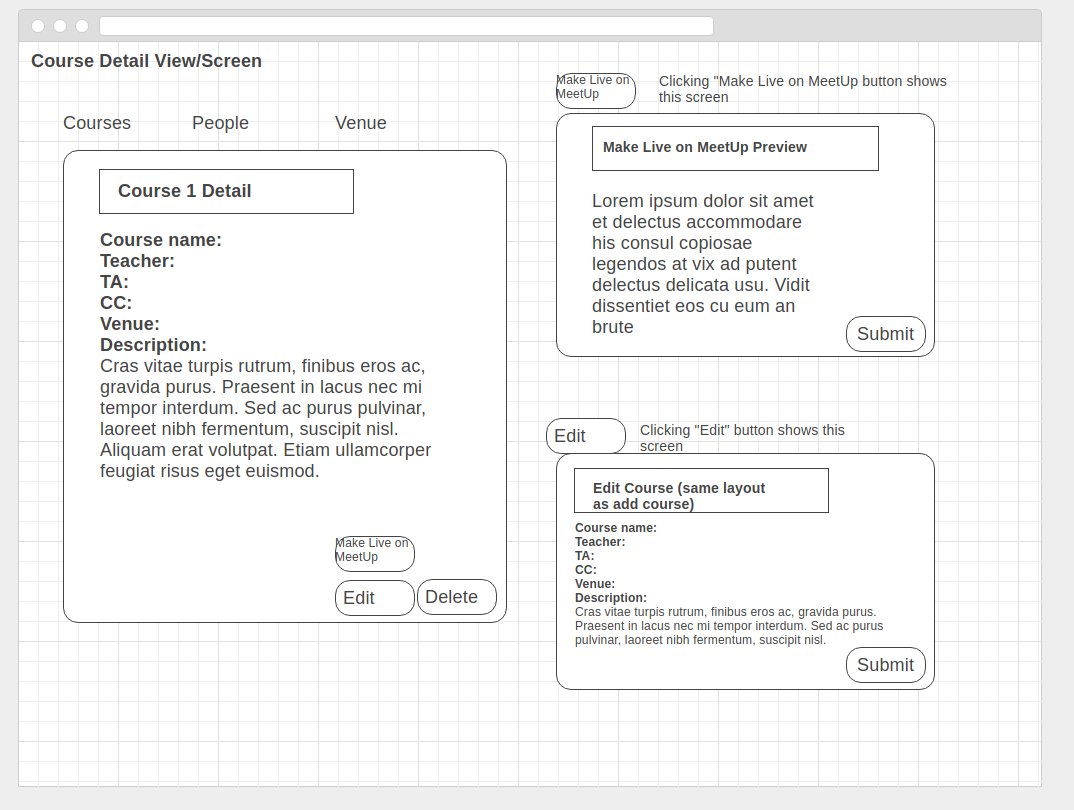 Course Detail View/Screen
Courses People Venue
Course 1 Detail
Course name:
Teacher:
TA:
CC:
Venue:
Description:
Cras vitae turpis rutrum, finibus eros ac,
gravida purus. Praesent in lacus nec mi
tempor interdum. Sed ac purus pulvinar,
laoreet nibh fermentum, suscipit nisl.
Aliquam erat volutpat. Etiam ullamcorper
feugiat risus eget euismod.
Make Live on
MeetUp
Edit
Delete
Make Live on
MeetUp
Clicking "Make Live on MeetUp button shows
this screen
Make Live on MeetUp Preview
Lorem ipsum dolor sit amet
et delectus accommodare
his consul copiosae
legendos at vix ad putent
delectus delicata usu. Vidit
dissentiet eos cu eum an
brute
Submit
Edit
Clicking "Edit" button shows this
screen
Edit Course (same layout
as add course)
Course name:
Teacher:
TA:
CC:
Venue:
Description:
Cras vitae turpis rutrum, finibus eros ac, gravida purus.
Praesent in lacus nec mi tempor interdum. Sed ac purus
pulvinar, laoreet nibh fermentum, suscipit nisl.
Submit